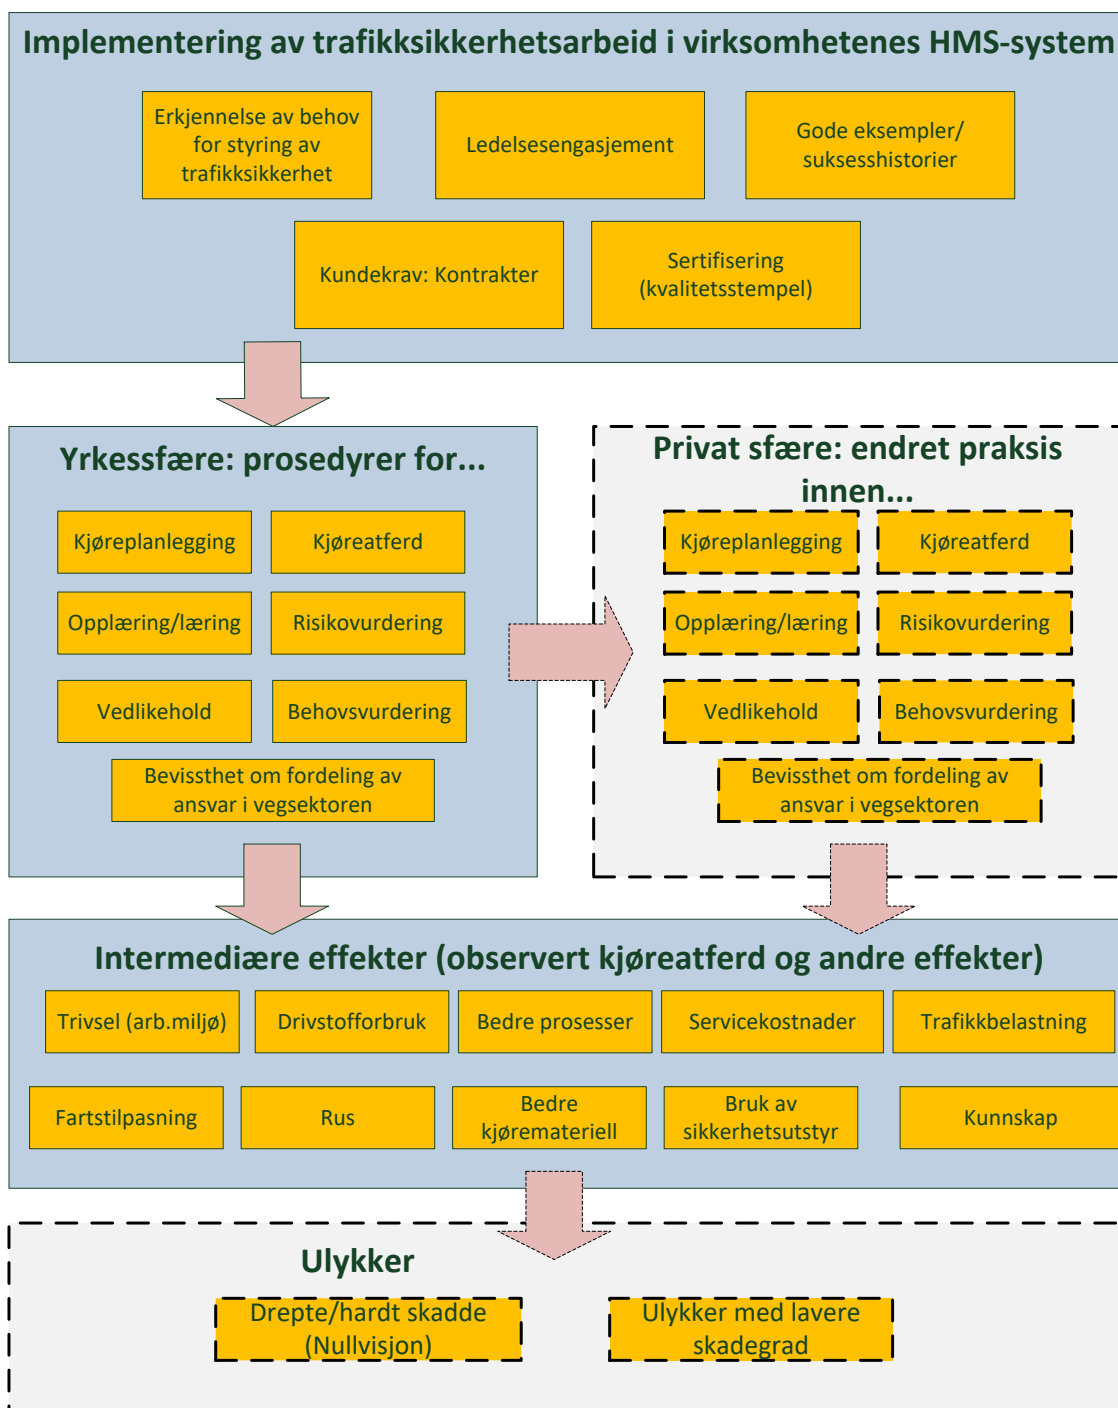 Implementering av trafikksikkerhetsarbeid i virksomhetenes HMS-system
Erkjennelse av behov
for styring av
trafikksikkerhet
Ledelsesengasjement
Gode eksempler/
suksesshistorier
Kundekrav: Kontrakter
Sertifisering
(kvalitetsstempel)
Yrkessfære: prosedyrer for...
Kjøreplanlegging
Kjøreatferd
Opplæring/læring
Risikovurdering
Vedlikehold
Behovsvurdering
Bevissthet om fordeling av
ansvar i vegsektoren
Privat sfære: endret praksis
innen...
Kjøreplanlegging
Kjøreatferd
Opplæring/læring
Risikovurdering
Vedlikehold
Behovsvurdering
Bevissthet om fordeling av
ansvar i vegsektoren
Intermediære effekter (observert kjøreatferd og andre effekter)
Trivsel (arb.miljø)
Drivstofforbruk
Bedre prosesser
Servicekostnader
Trafikkbelastning
Fartstilpasning
Rus
Bedre
kjøremateriell
Bruk av
sikkerhetsutstyr
Kunnskap
Ulykker
Drepte/hardt skadde
(Nullvisjon)
Ulykker med lavere
skadegrad